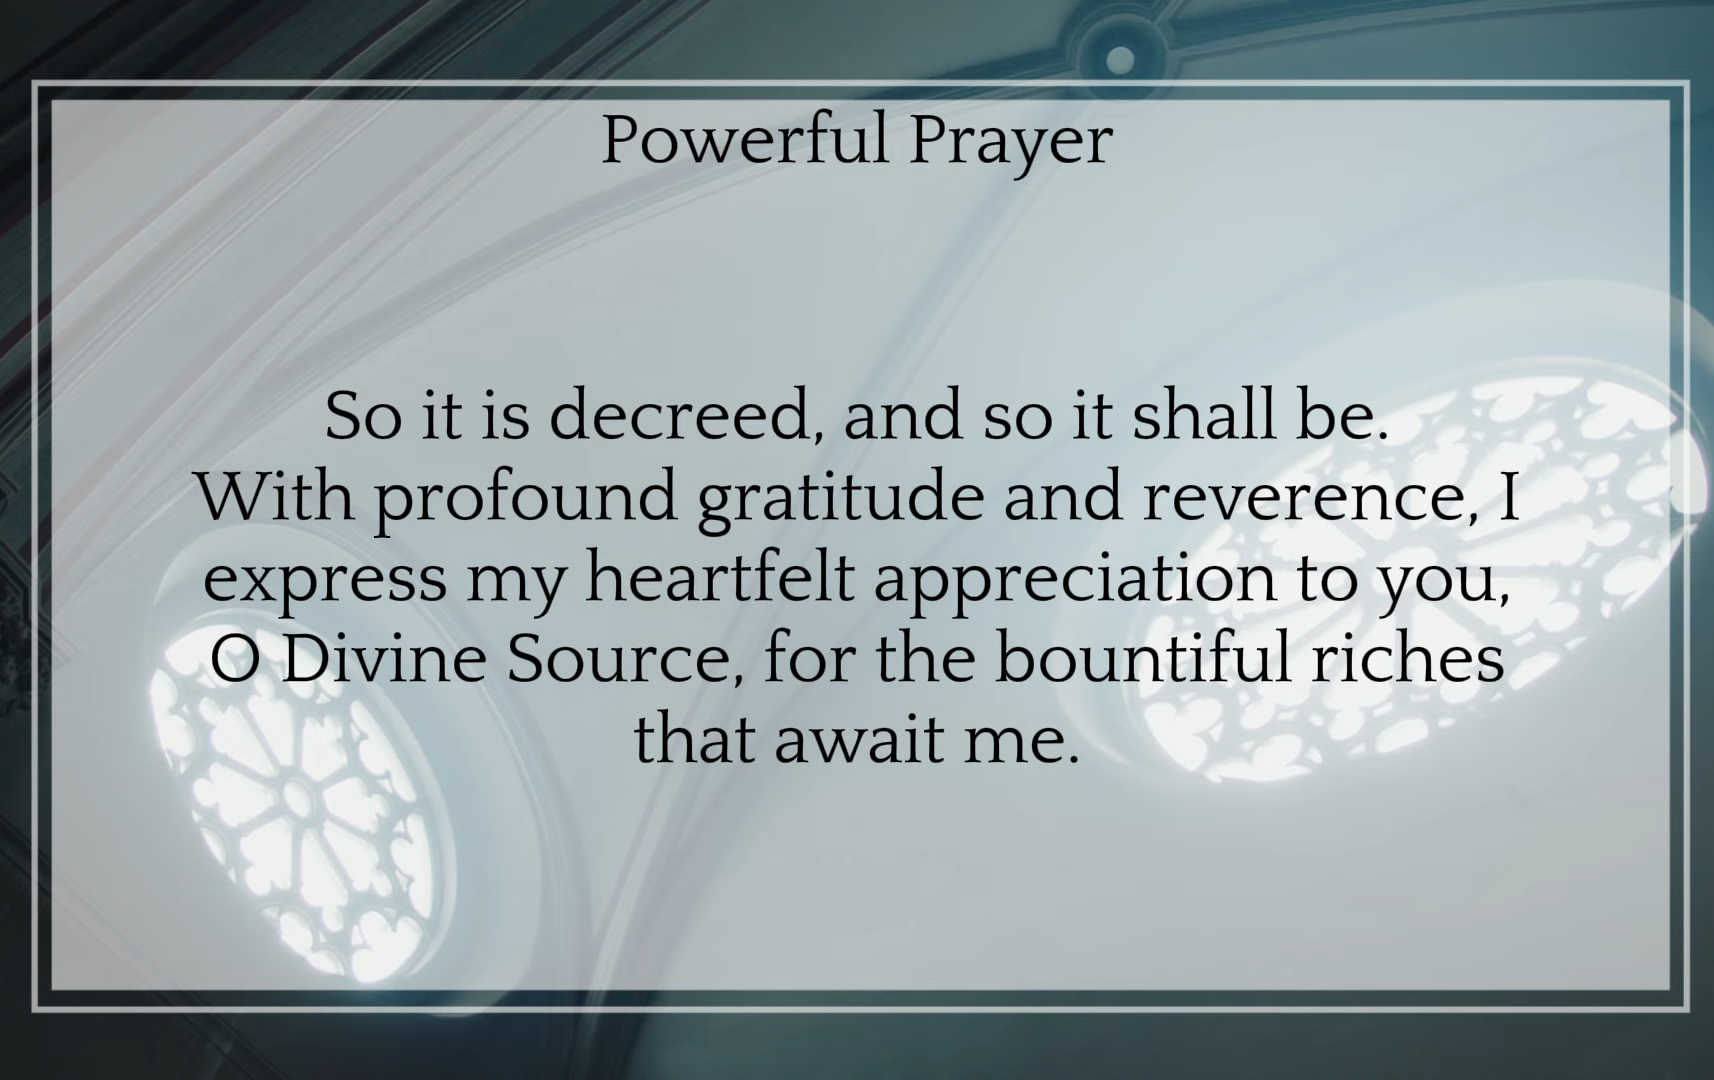 Powerful Prayer
So it is decreed, and so it shall be.
With profound gratitude and reverence, I
express my heartfelt appreciation to you,
O Divine Source, for the bountiful riches
that await me.